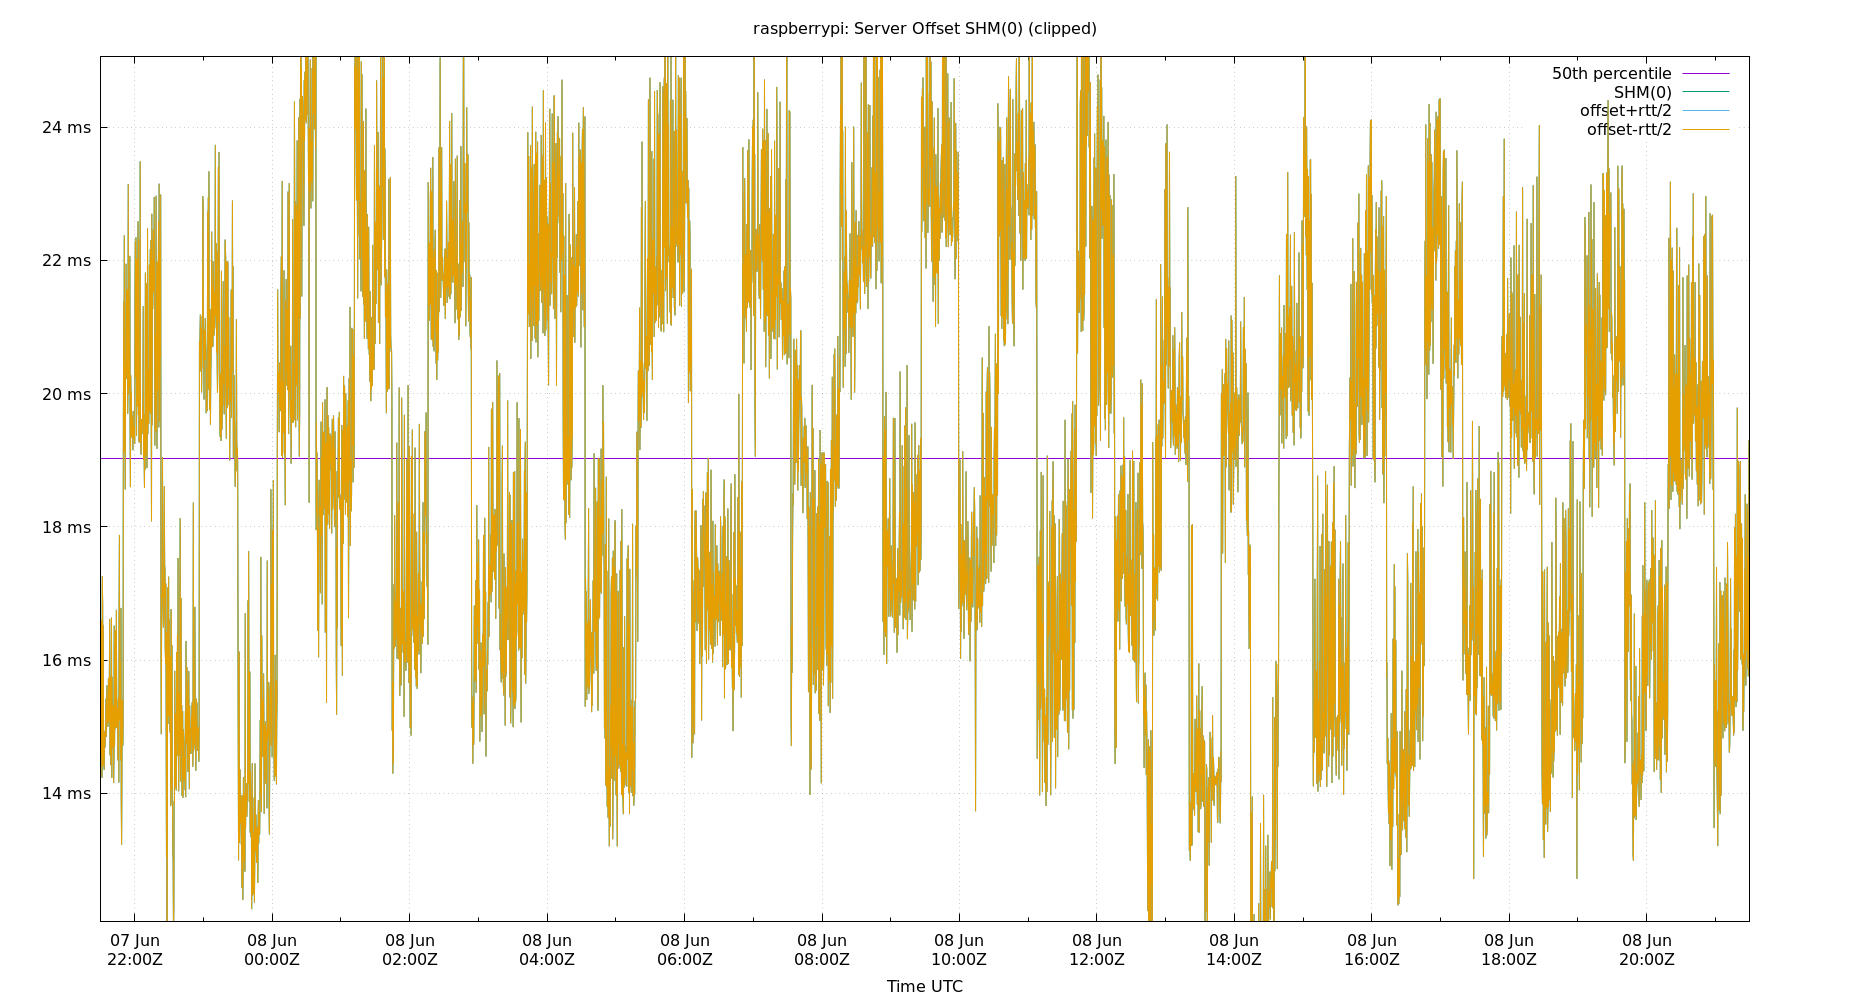 raspberrypi: Server Offset SHM(0) (clipped)
50th percentile
SHM(0)
offset+rtt/2
offset-rtt/2
24 ms
22 ms
20 ms
18 ms
16 ms
14 ms
07 Jun 08 Jun 08 Jun 08 Jun 08 Jun 08 Jun 08 Jun 08 Jun 08 Jun 08 Jun 08 Jun 08 Jun
22:00Z 00:00Z 02:00Z 04:00Z 06:00Z 08:00Z 10:00Z 12:00Z 14:00Z 16:00Z 18:00Z 20:00Z
Time UTC